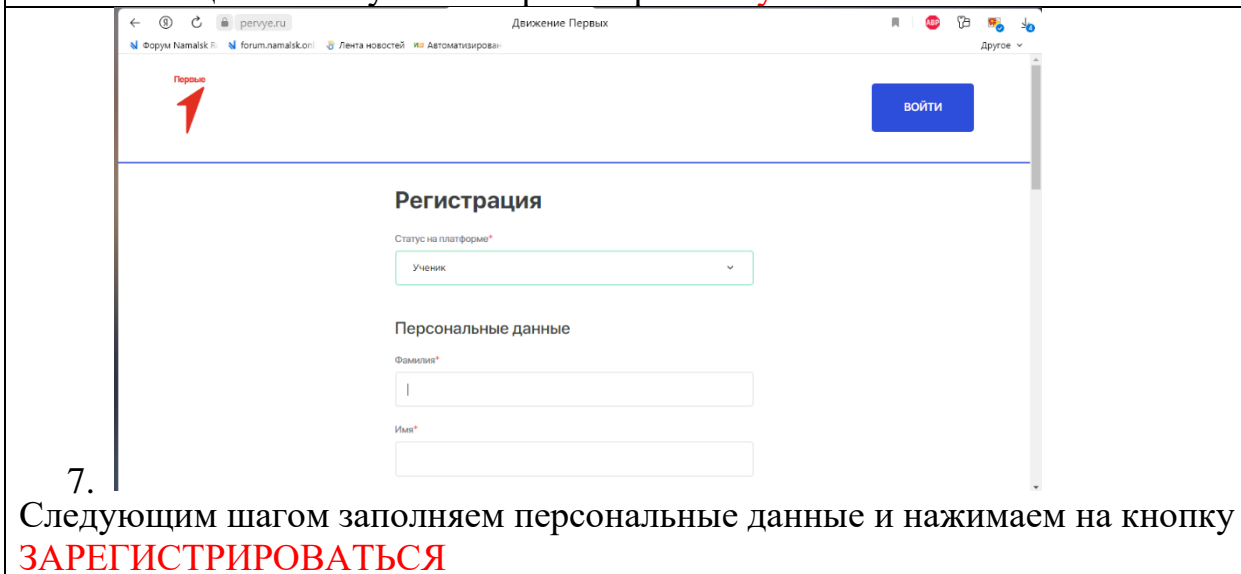 pervye.ru
Движение Первых
ABP
Форум Namalsk R
forum.namalsk.onl
Лента новостей
Автоматизирован
Другое
Первые
ВОЙТИ
Регистрация
Статус на платформе*
Ученик
Персональные данные
Фамилия*
Имя*
7.
Следующим шагом заполняем персональные данные и нажимаем на кнопку
ЗАРЕГИСТРИРОВАТЬСЯ